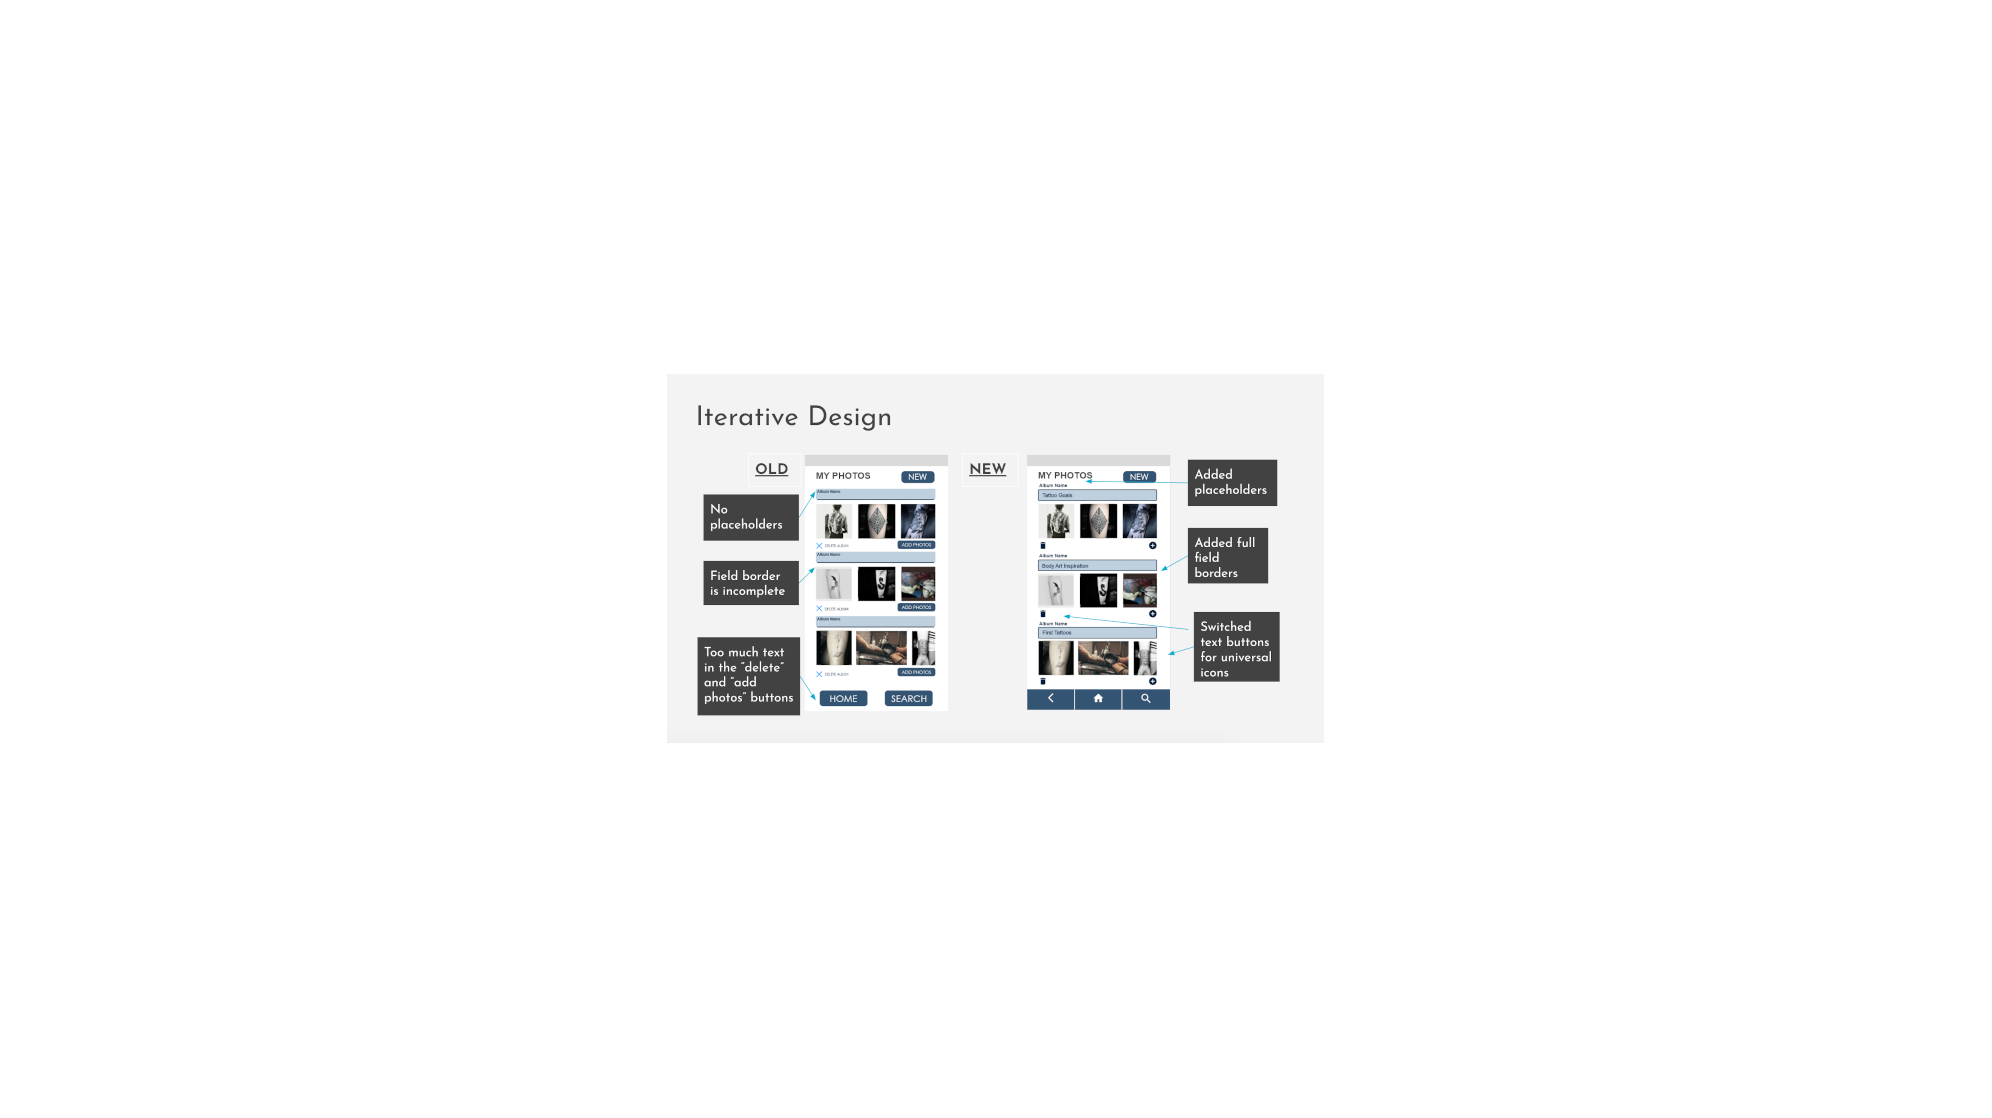 Iterative Design
OLD
No
placeholders
Field border
is incomplete
Too much text
in the “delete”
and “add
photos” buttons
MY PHOTOS
NEW
Album Name
DELETE ALBUM
ADD PHOTOS
Album Name
DELETE ALBUM
ADD PHOTOS
Album Name
DELETE ALBUM
ADD PHOTOS
HOME
SEARCH
NEW
MY PHOTOS
NEW
Album Name
Tattoo Goals
Album Name
Body Art Inspiration
Album Name
First Tattoos
Added
placeholders
Added full
field
borders
Switched
text buttons
for universal
icons